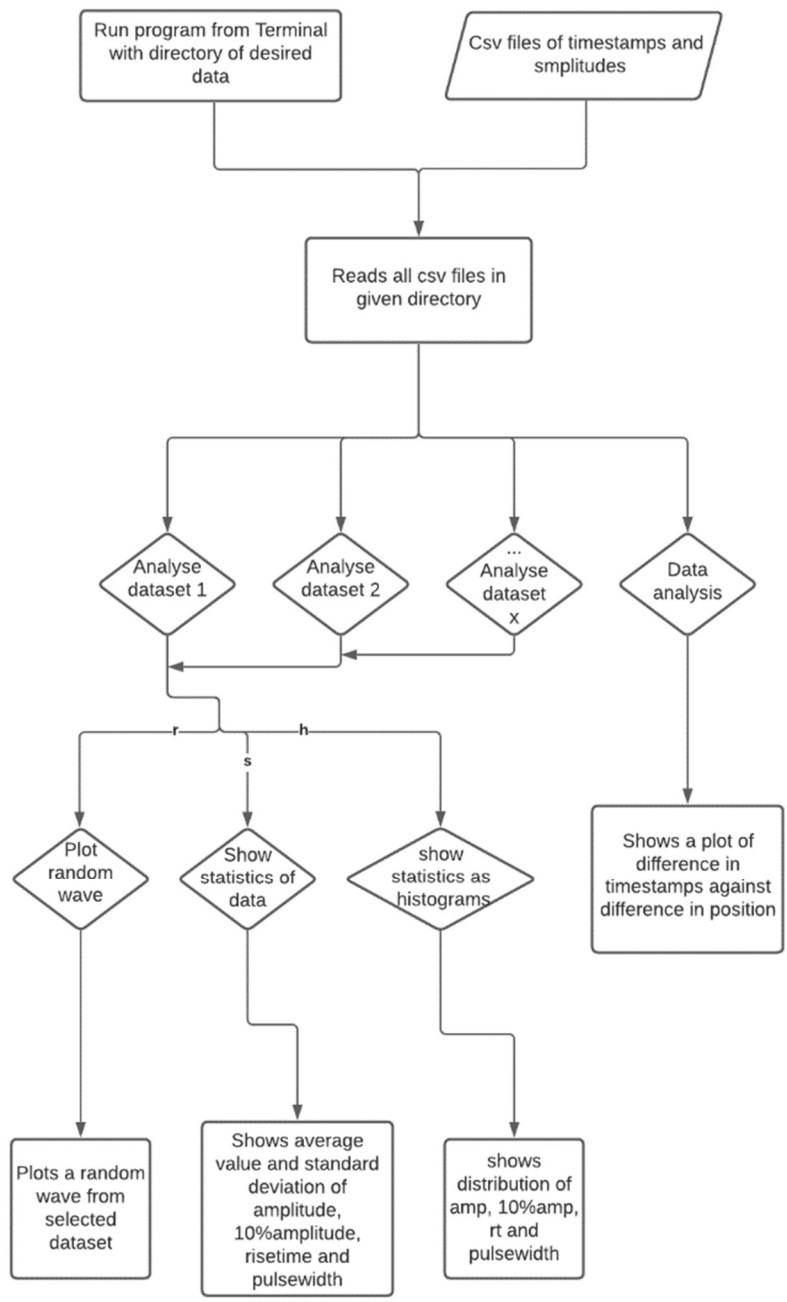 Run program from Terminal
with directory of desired
data
Csv files of timestamps and
smplitudes
Reads all csv files in
given directory
Analyse
dataset 1
Analyse
dataset 2
...
Analyse
dataset
x
Data
analysis
r
h
s
Plot
random
wave
Show
statistics of
data
show
statistics as
histograms
Shows a plot of
difference in
timestamps against
difference in position
Plots a random
wave from
selected
dataset
Shows average
value and standard
deviation of
amplitude,
10%amplitude,
risetime and
pulsewidth
shows
distribution of
amp, 10%amp,
rt and
pulsewidth